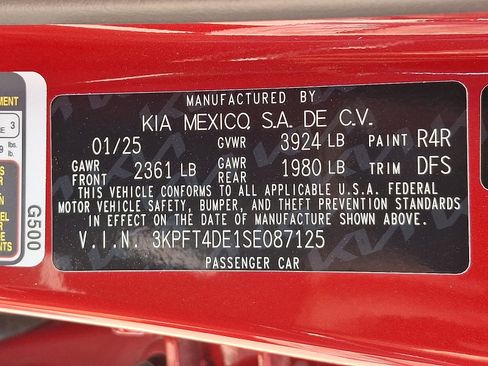 MANUFACTURED BY
KIA MEXICO, S.A. DE C.V.
01/25 GVWR 3924 LB PAINT R4R
GAWR FRONT 2361 LB GAWR REAR 1980 LB TRIM DFS
THIS VEHICLE CONFORMS TO ALL APPLICABLE U.S.A. FEDERAL
MOTOR VEHICLE SAFETY, BUMPER, AND THEFT PREVENTION STANDARDS
IN EFFECT ON THE DATE OF MANUFACTURE SHOWN ABOVE.
V.I.N. 3KPFT4DE1SE087125
PASSENGER CAR
G500
3